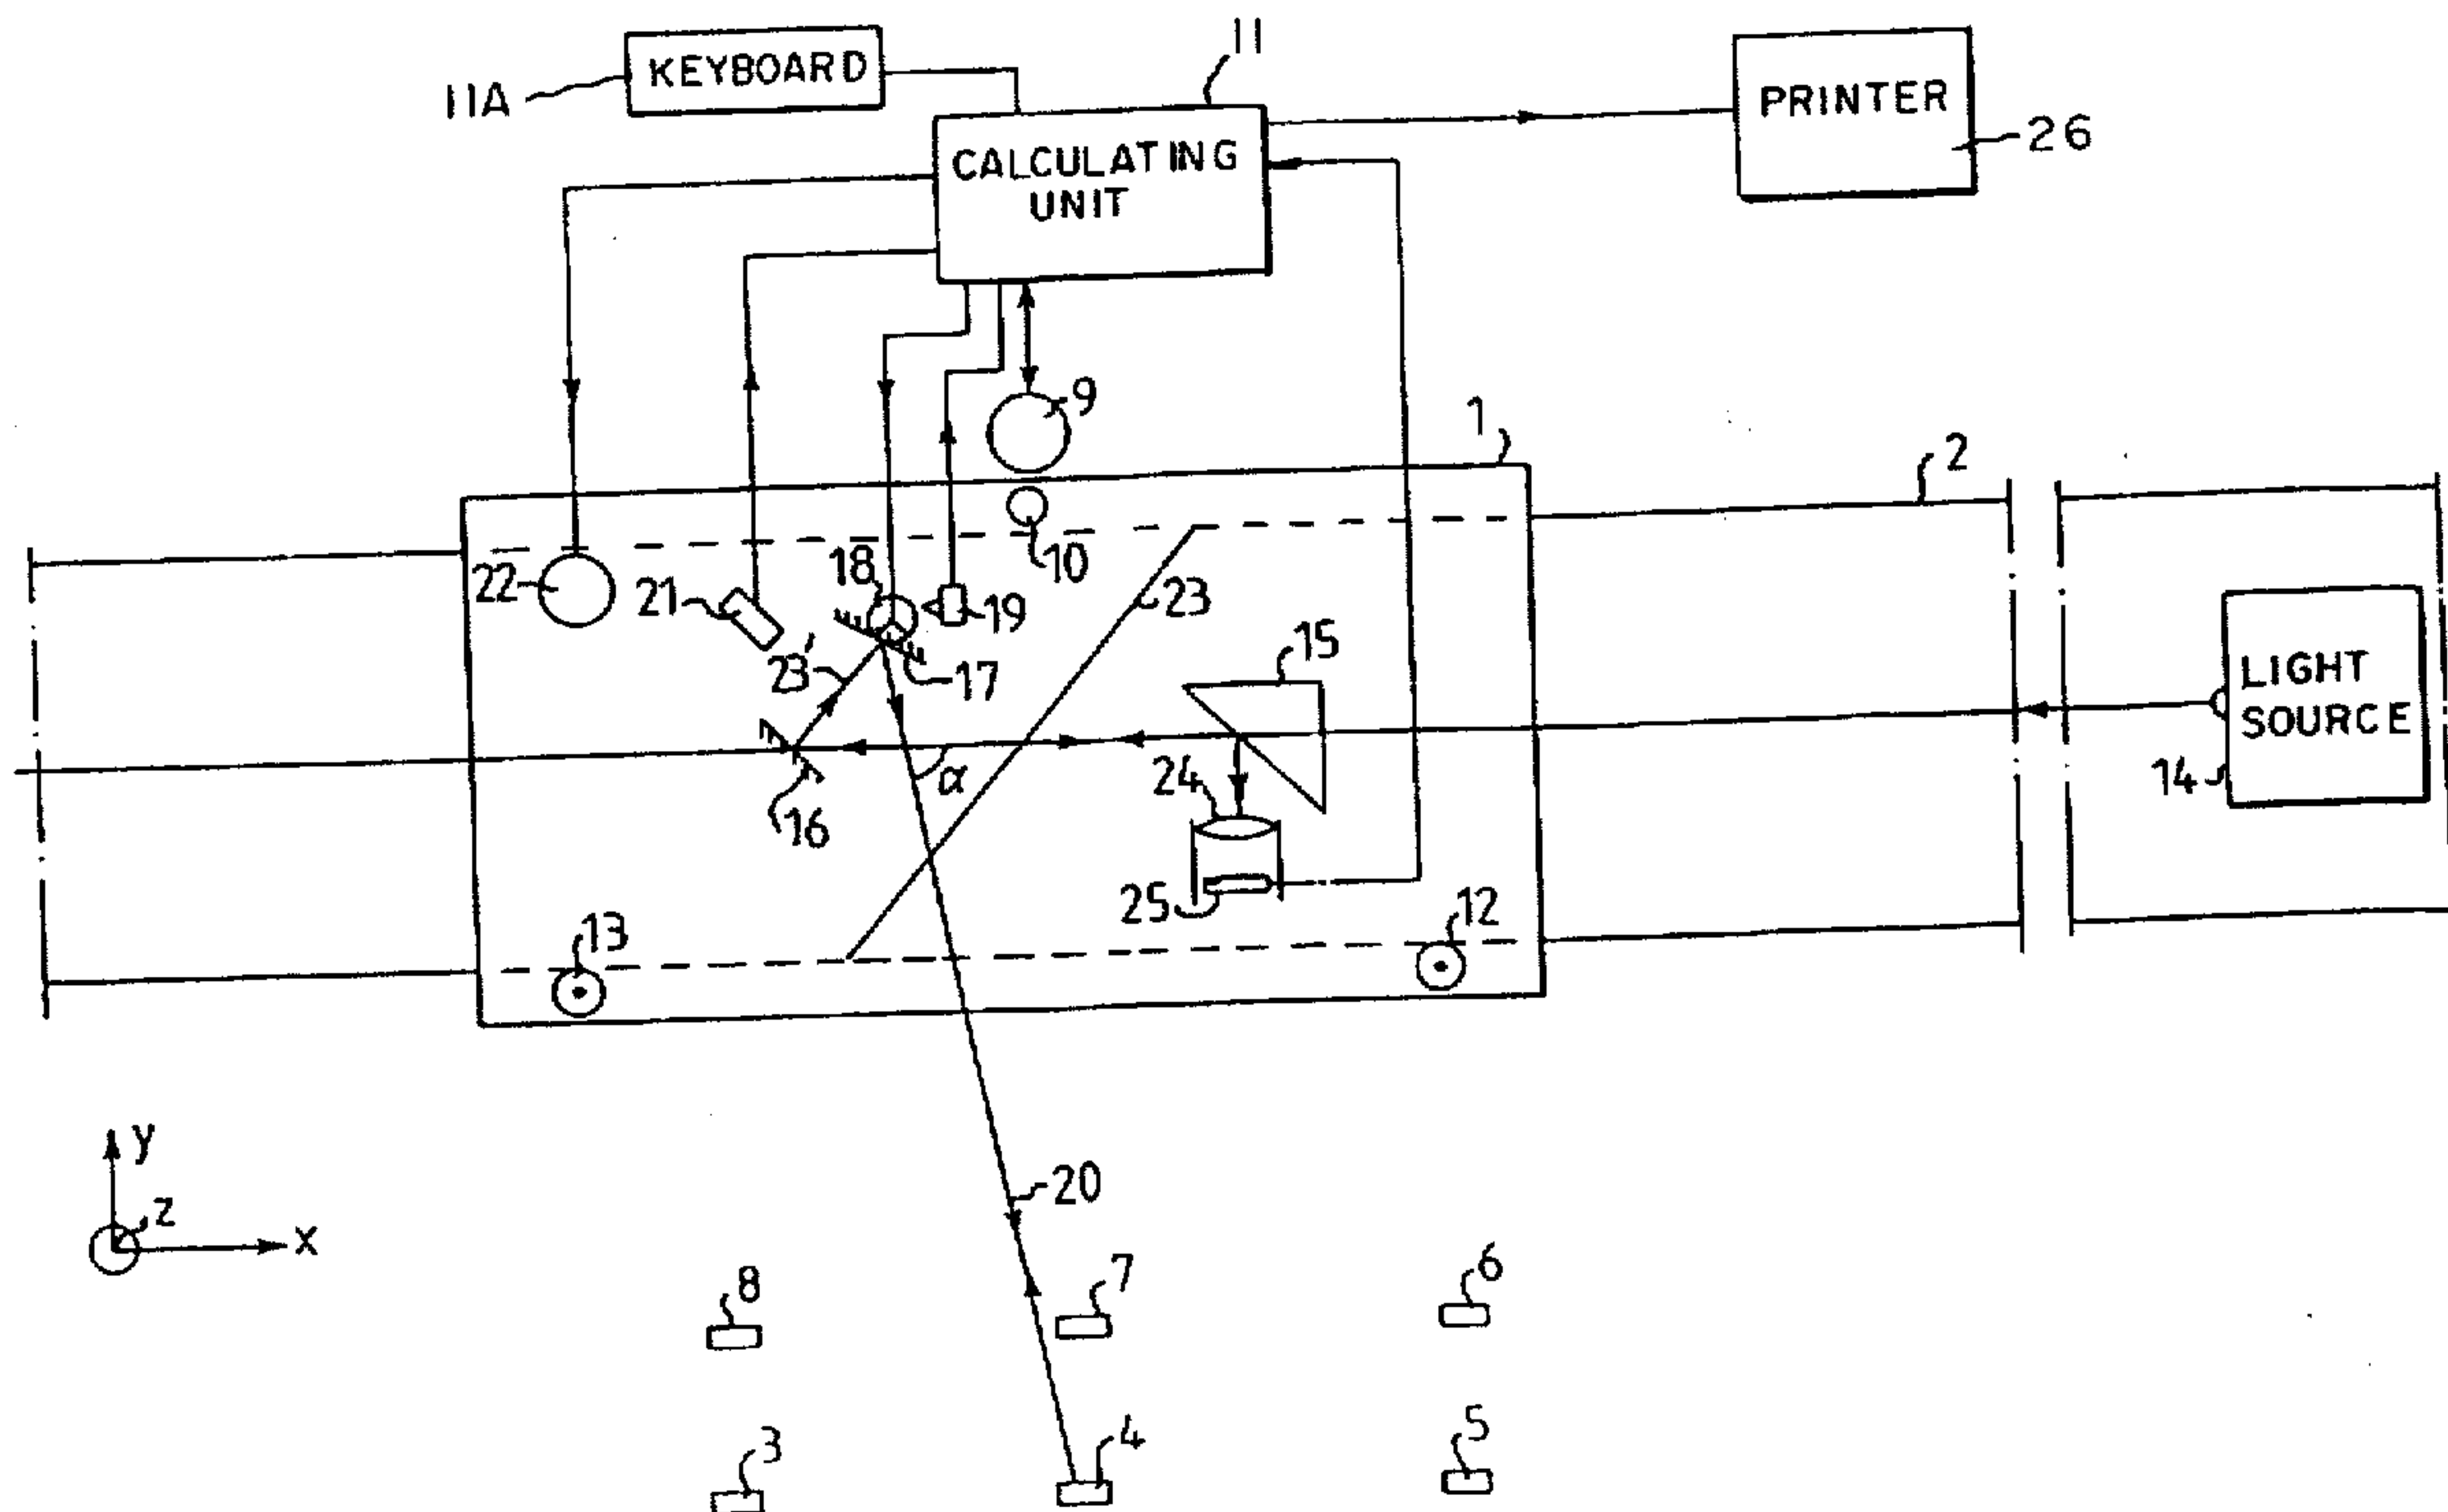 11
KEYBOARD
11A
PRINTER
26
CALCULATING
UNIT
9
1
2
10
18
22
21
19
23
15
23'
17
LIGHT
SOURCE
14
α
24
16
25
12
13
20
y
z
x
8
7
6
3
4
5